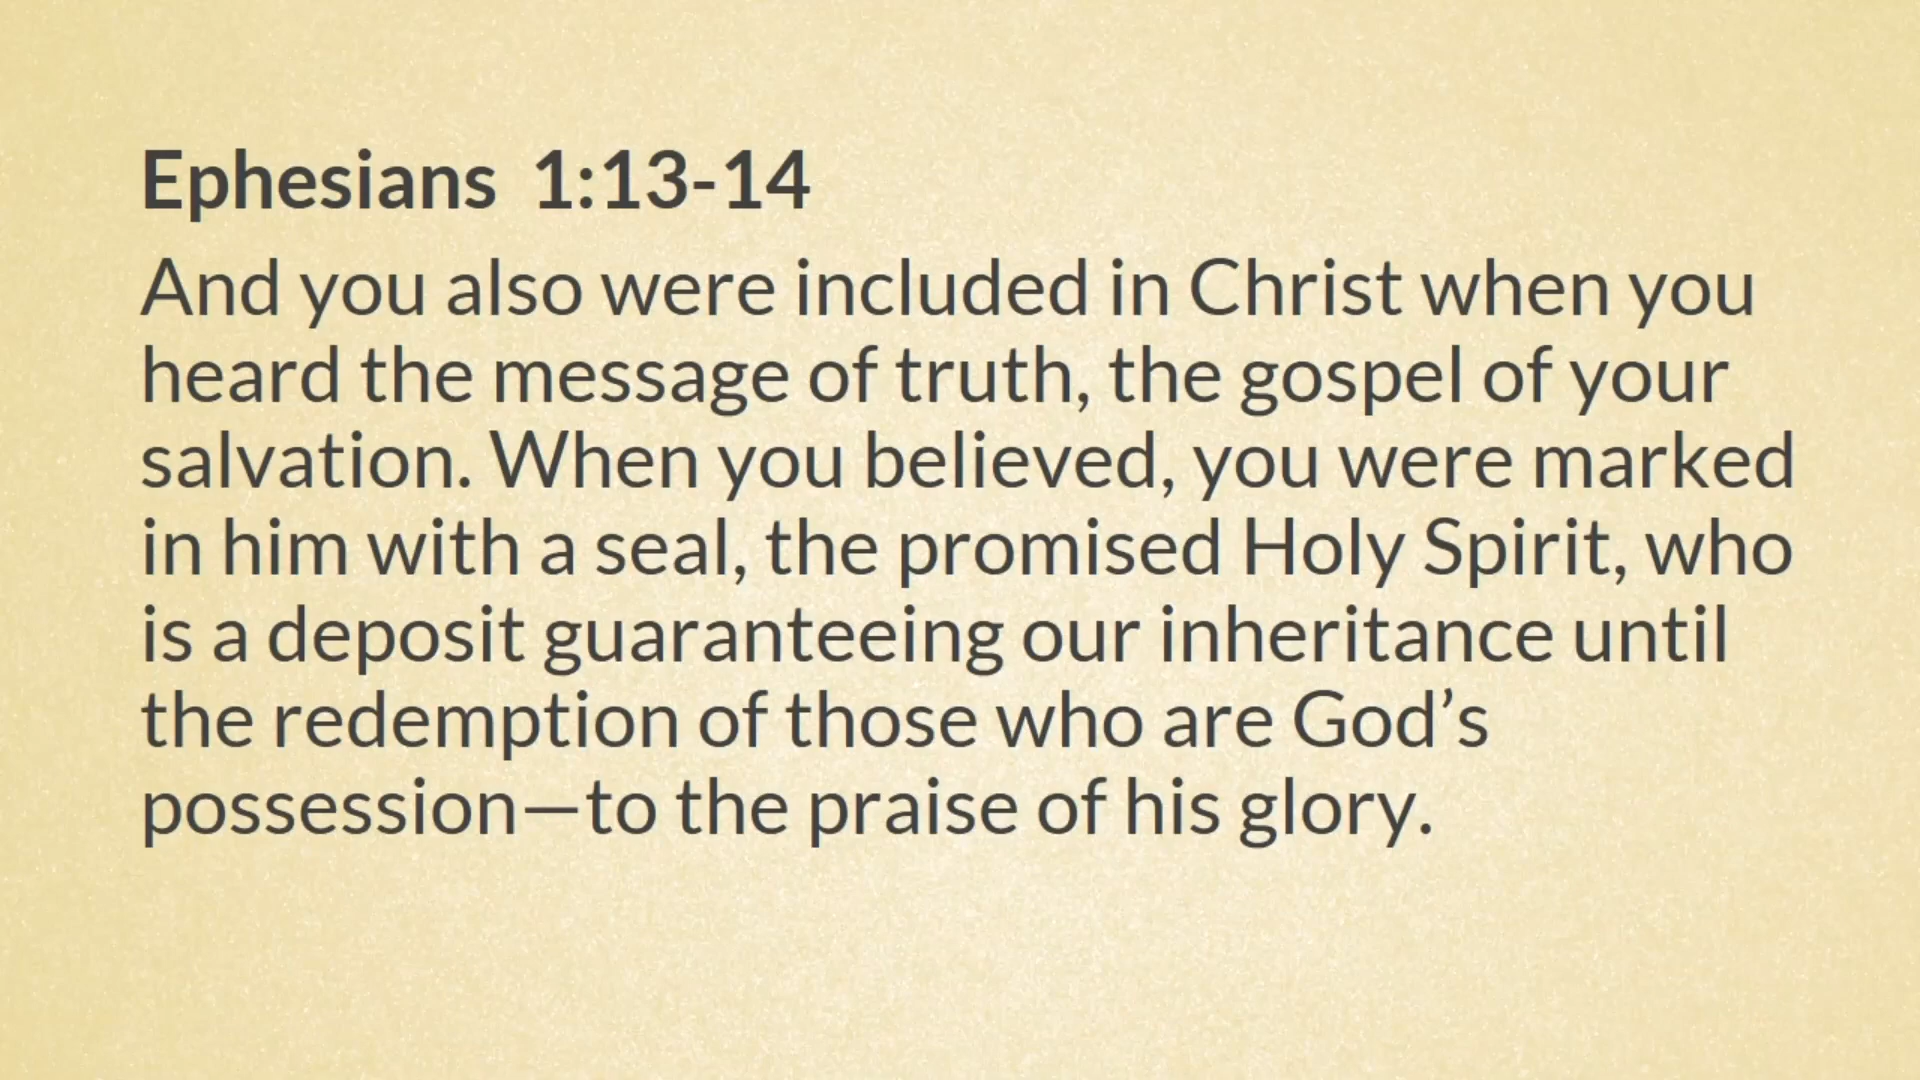 Ephesians 1:13-14
And you also were included in Christ when you
heard the message of truth, the gospel of your
salvation. When you believed, you were marked
in him with a seal, the promised Holy Spirit, who
is a deposit guaranteeing our inheritance until
the redemption of those who are God’s
possession—to the praise of his glory.